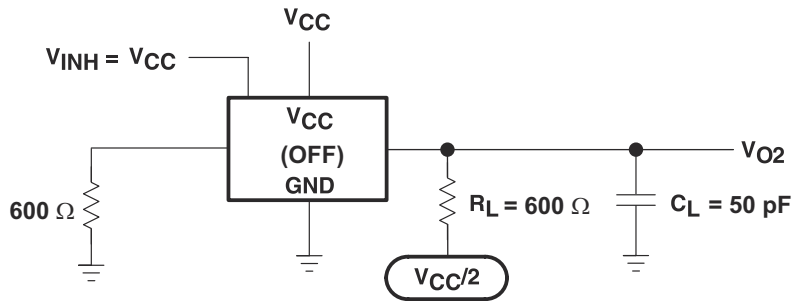 VCC
VINH = VCC
VCC
(OFF)
GND
VO2
600 Ω
RL = 600 Ω
CL = 50 pF
VCC/2